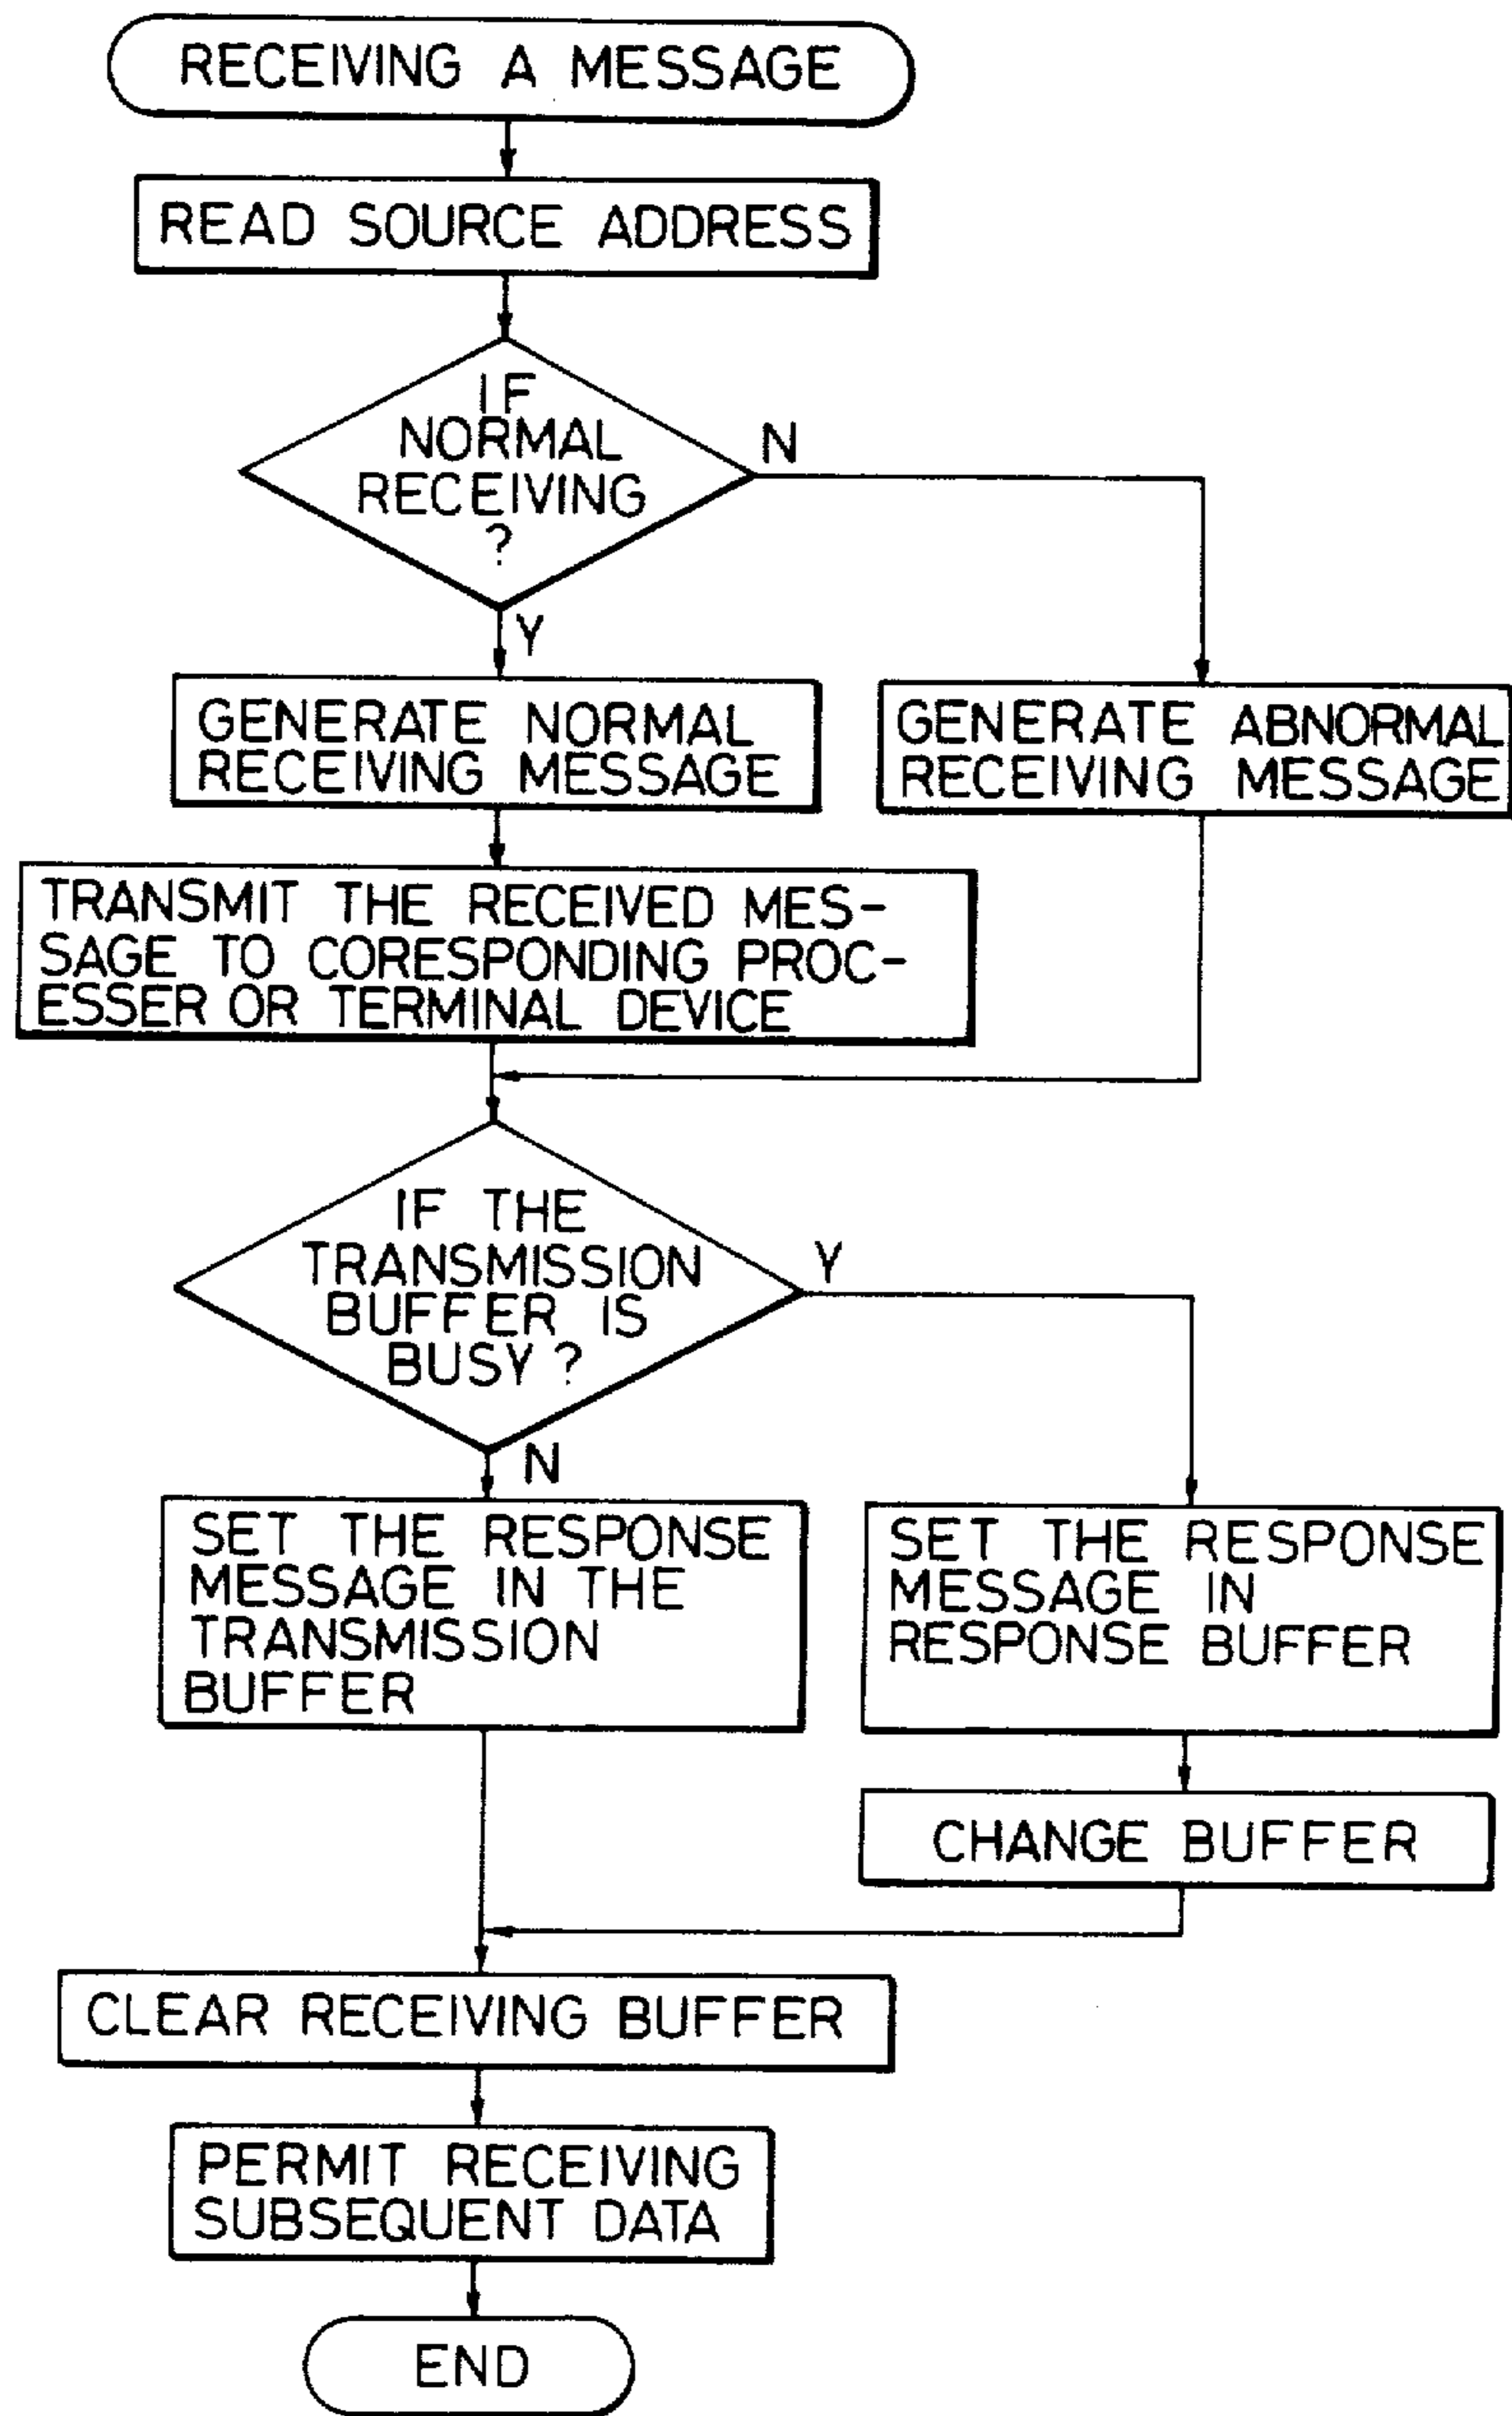 RECEIVING A MESSAGE
READ SOURCE ADDRESS
IF
NORMAL
RECEIVING
?
N
Y
GENERATE NORMAL
RECEIVING MESSAGE
GENERATE ABNORMAL
RECEIVING MESSAGE
TRANSMIT THE RECEIVED MES-
SAGE TO CORESPONDING PROC-
ESSER OR TERMINAL DEVICE
IF THE
TRANSMISSION
BUFFER IS
BUSY?
Y
N
SET THE RESPONSE
MESSAGE IN THE
TRANSMISSION
BUFFER
SET THE RESPONSE
MESSAGE IN
RESPONSE BUFFER
CHANGE BUFFER
CLEAR RECEIVING BUFFER
PERMIT RECEIVING
SUBSEQUENT DATA
END